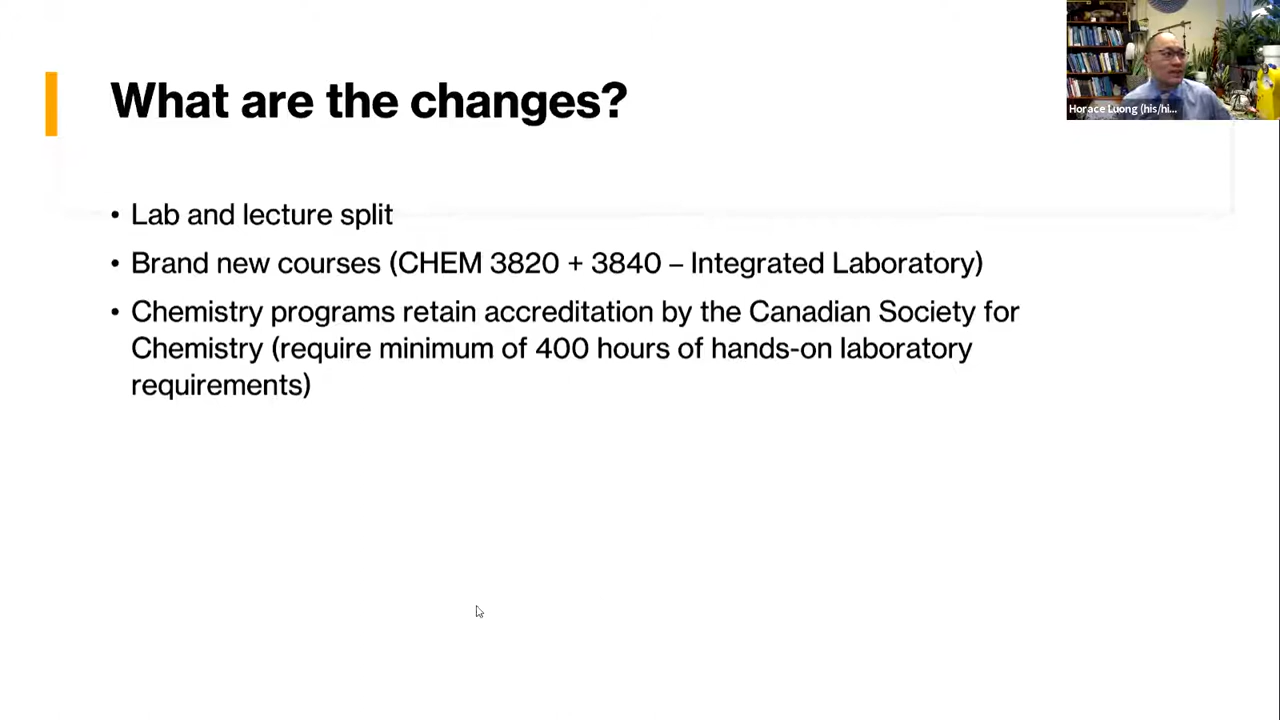 What are the changes?
Horace Luong (his/hi...
• Lab and lecture split
• Brand new courses (CHEM 3820 + 3840 – Integrated Laboratory)
• Chemistry programs retain accreditation by the Canadian Society for
Chemistry (require minimum of 400 hours of hands-on laboratory
requirements)